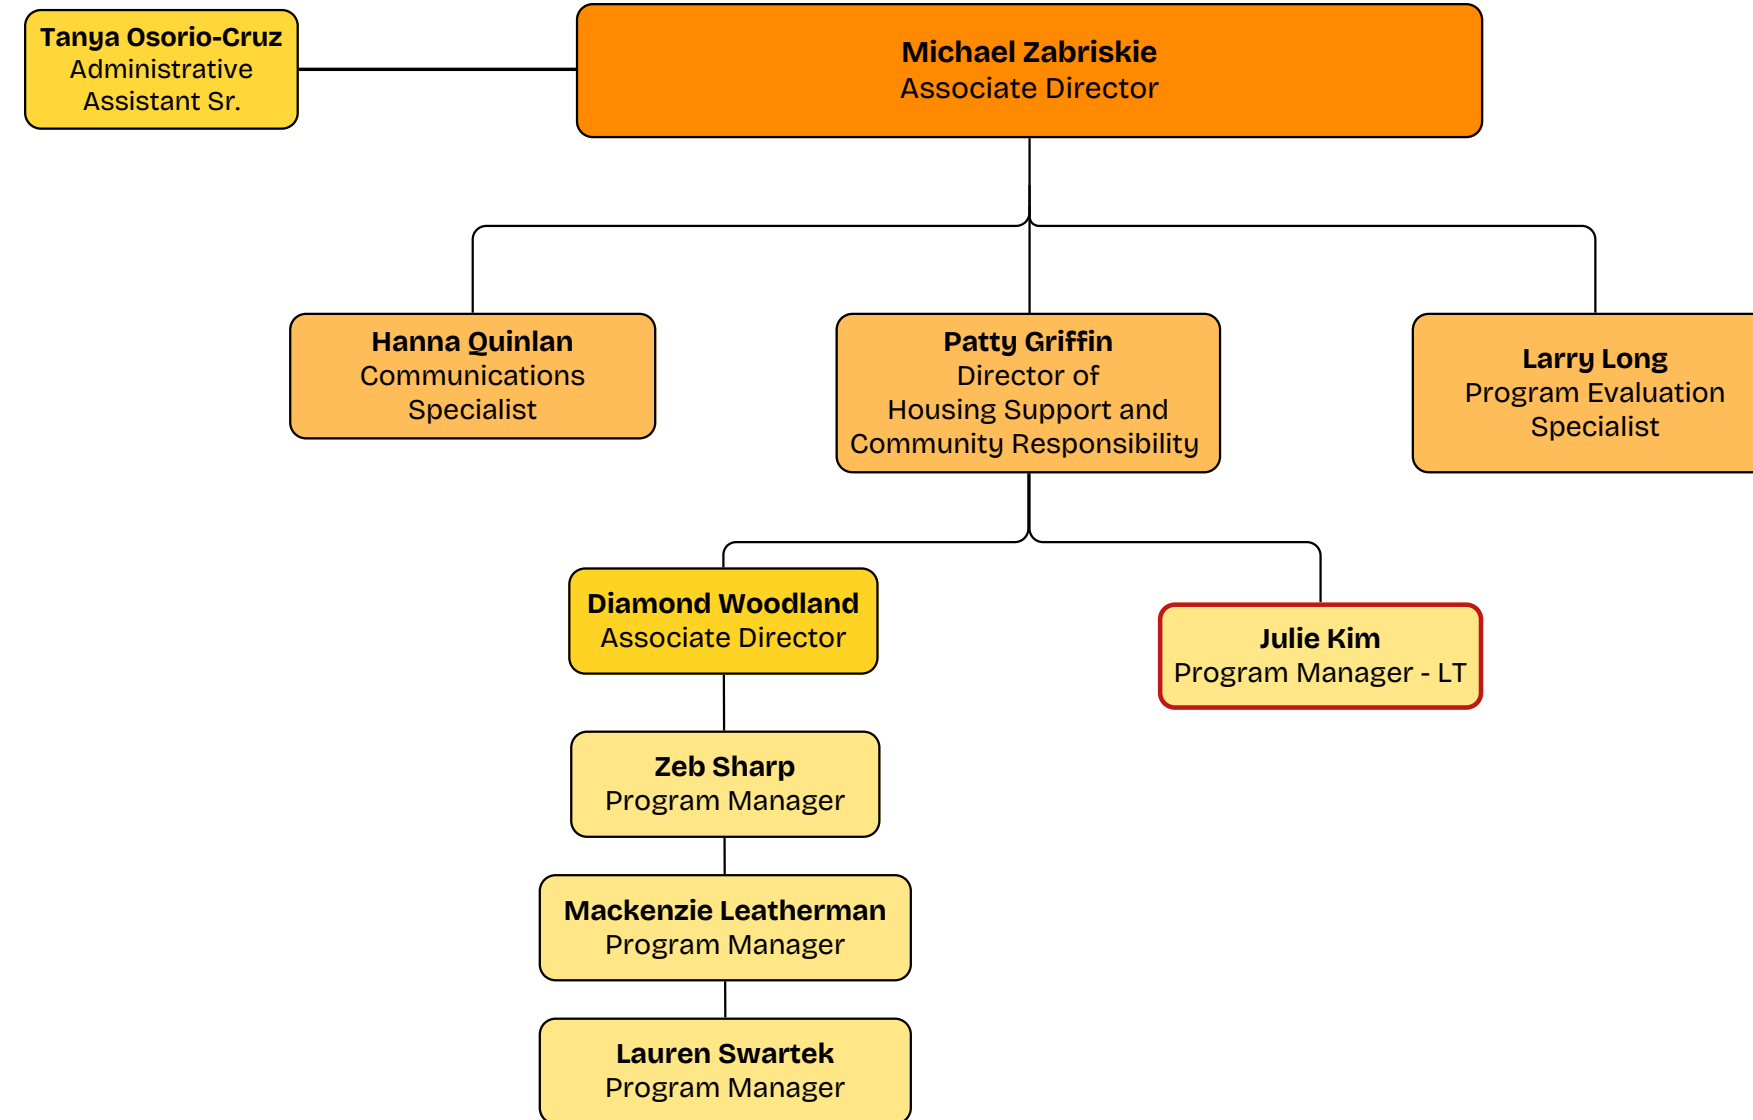 Tanya Osorio-Cruz
Administrative
Assistant Sr.
Michael Zabriskie
Associate Director
Hanna Quinlan
Communications
Specialist
Patty Griffin
Director of
Housing Support and
Community Responsibility
Larry Long
Program Evaluation
Specialist
Diamond Woodland
Associate Director
Julie Kim
Program Manager - LT
Zeb Sharp
Program Manager
Mackenzie Leatherman
Program Manager
Lauren Swartek
Program Manager